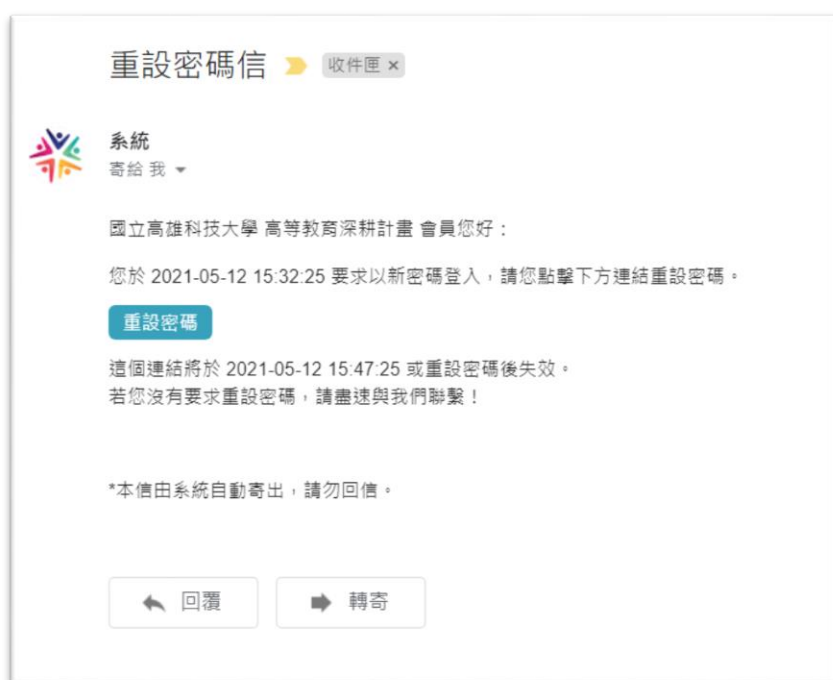 重設密碼信
收件匣 ×
系統
寄給 我
國立高雄科技大學 高等教育深耕計畫 會員您好：
您於 2021-05-12 15:32:25 要求以新密碼登入，請您點擊下方連結重設密碼。
重設密碼
這個連結將於 2021-05-12 15:47:25 或重設密碼後失效。
若您沒有要求重設密碼，請盡速與我們聯繫！
*本信由系統自動寄出，請勿回信。
回覆
轉寄